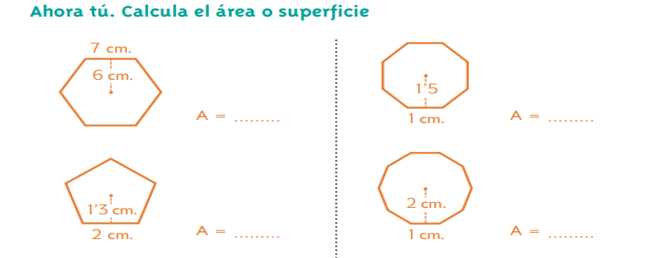 Ahora tú. Calcula el área o superficie
7 cm.
6 cm.
A = .........
1'3 cm.
2 cm.
A = .........
1'5
1 cm.
A = .........
2 cm.
1 cm.
A = .........